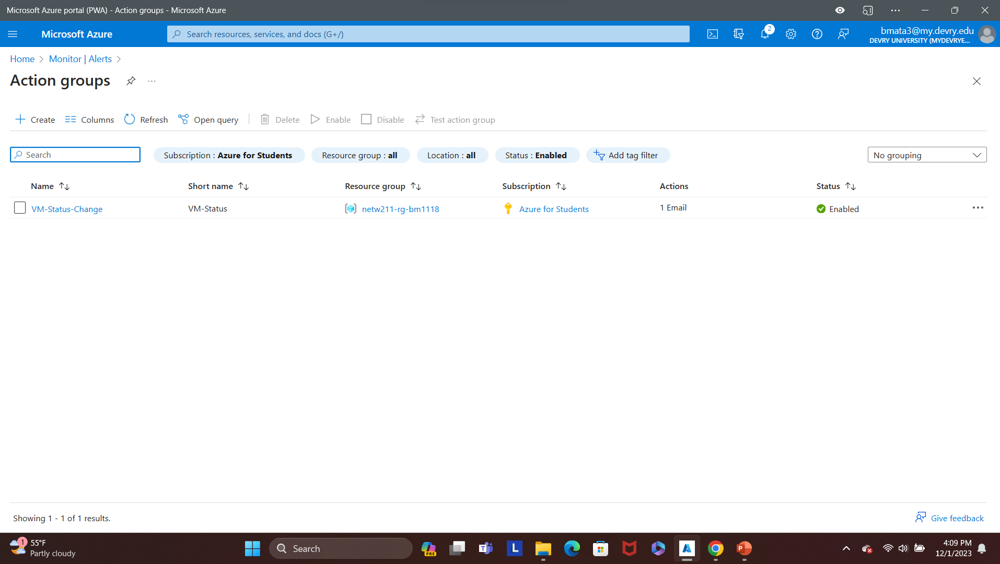 Microsoft Azure portal (PWA) - Action groups - Microsoft Azure
Microsoft Azure
Search resources, services, and docs (G+/)
2
bmata3@my.devry.edu
DEVRY UNIVERSITY (MYDEVRYE...
Home > Monitor | Alerts >
Action groups
Create Columns Refresh Open query Delete Enable Disable Test action group
Search Subscription : Azure for Students Resource group : all Location : all Status : Enabled Add tag filter No grouping
Name Short name Resource group Subscription Actions Status
VM-Status-Change VM-Status netw211-rg-bm1118 Azure for Students 1 Email Enabled
Showing 1 - 1 of 1 results. Give feedback
1
55°F
Partly cloudy
Search
PRE
T
L
A
P
4:09 PM
12/1/2023